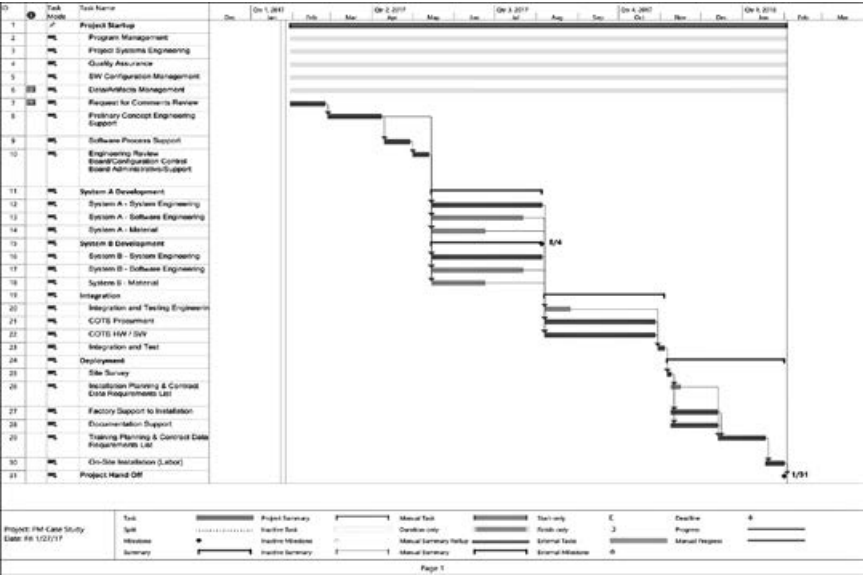 ID
Task Mode
Task Name
Qtr 1, 2017
Qtr 2, 2017
Qtr 3, 2017
Qtr 4, 2017
Qtr 1, 2018
Dec Jan Feb Mar Apr May Jun Jul Aug Sep Oct Nov Dec Jan Feb Mar
1 Project Startup
2 Program Management
3 Project Systems Engineering
4 Quality Assurance
5 SW Configuration Management
6 Data/Artifacts Management
7 Request for Comments Review
8 Prelinary Concept Engineering
Support
9 Software Process Support
10 Engineering Review
Board/Configuration Control
Board Administrative/Support
11 System A Development
12 System A - System Engineering
13 System A - Software Engineering
14 System A - Material
15 System B Development
8/4
16 System B - System Engineering
17 System B - Software Engineering
18 System B - Material
19 Integration
20 Integration and Testing Engineerin
21 COTS Procurment
22 COTS HW / SW
23 Integration and Test
24 Deployment
25 Site Survey
26 Installation Planning & Contract
Data Requirements List
27 Factory Support to Installation
28 Documentation Support
29 Training Planning & Contract Data
Requirements List
30 On-Site Installation (Labor)
31 Project Hand Off
1/31
Project: PM Case Study
Date: Fri 1/27/17
Task Project Summary Manual Task Start-only Deadline
Split Inactive Task Duration-only Finish-only Progress
Milestone Inactive Milestone Manual Summary Rollup External Tasks Manual Progress
Summary Inactive Summary Manual Summary External Milestone
Page 1